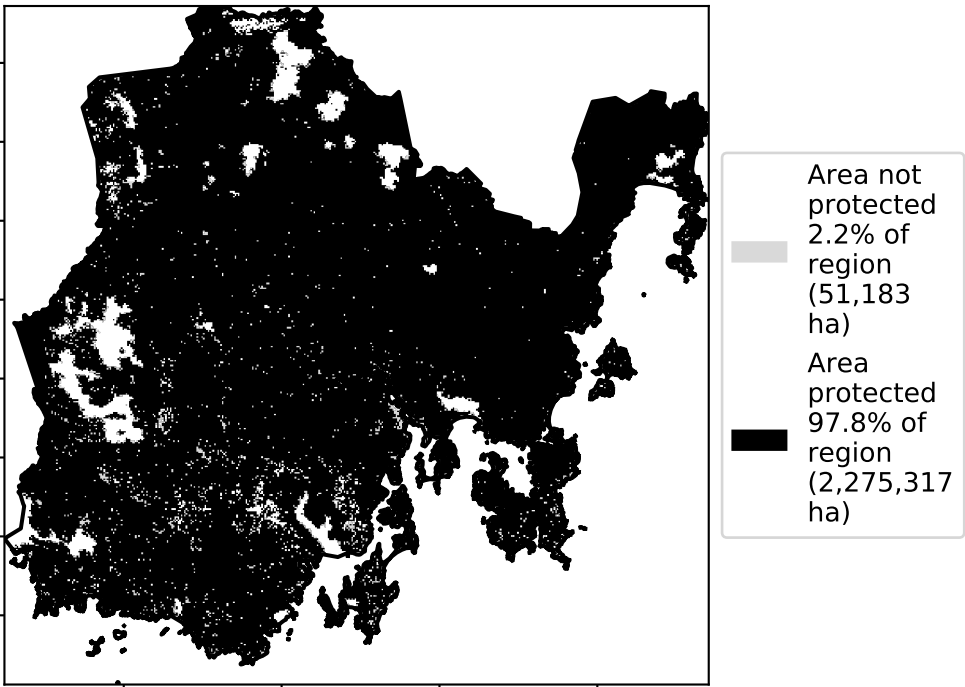 Area not
protected
2.2% of
region
(51,183
ha)
Area
protected
97.8% of
region
(2,275,317
ha)